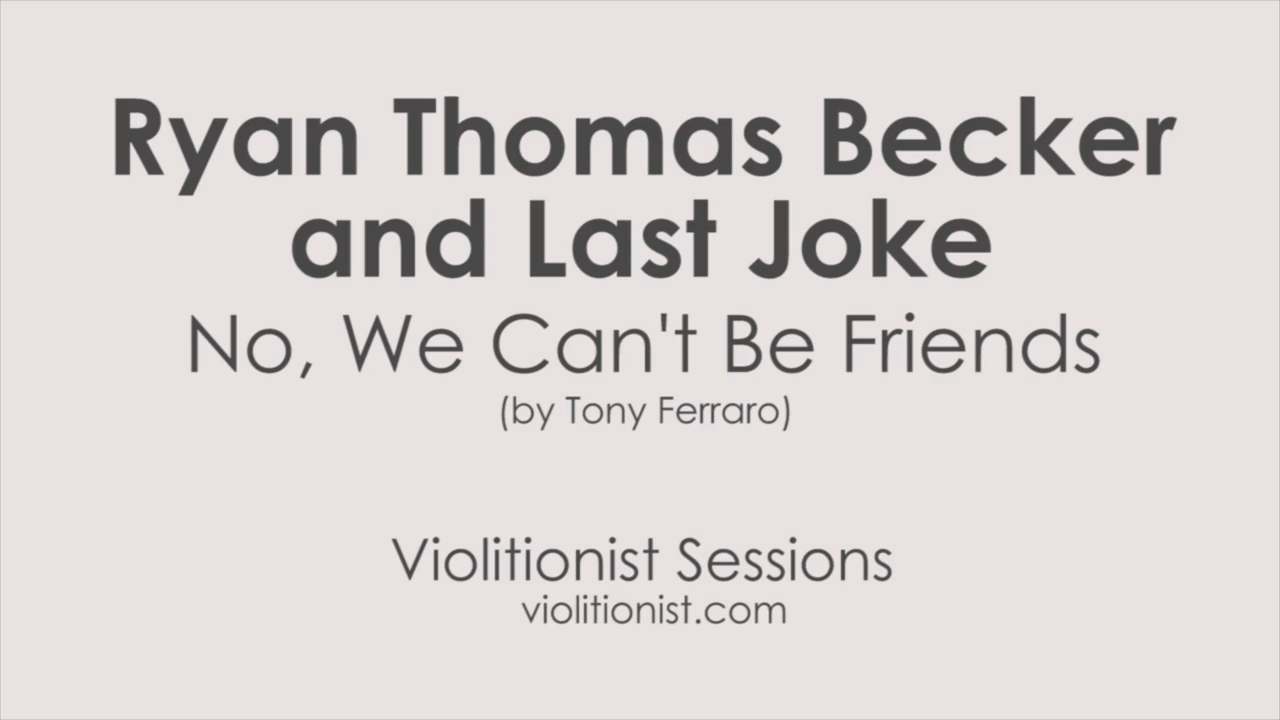 Ryan Thomas Becker
and Last Joke
No, We Can't Be Friends
(by Tony Ferraro)
Violitionist Sessions
violitionist.com